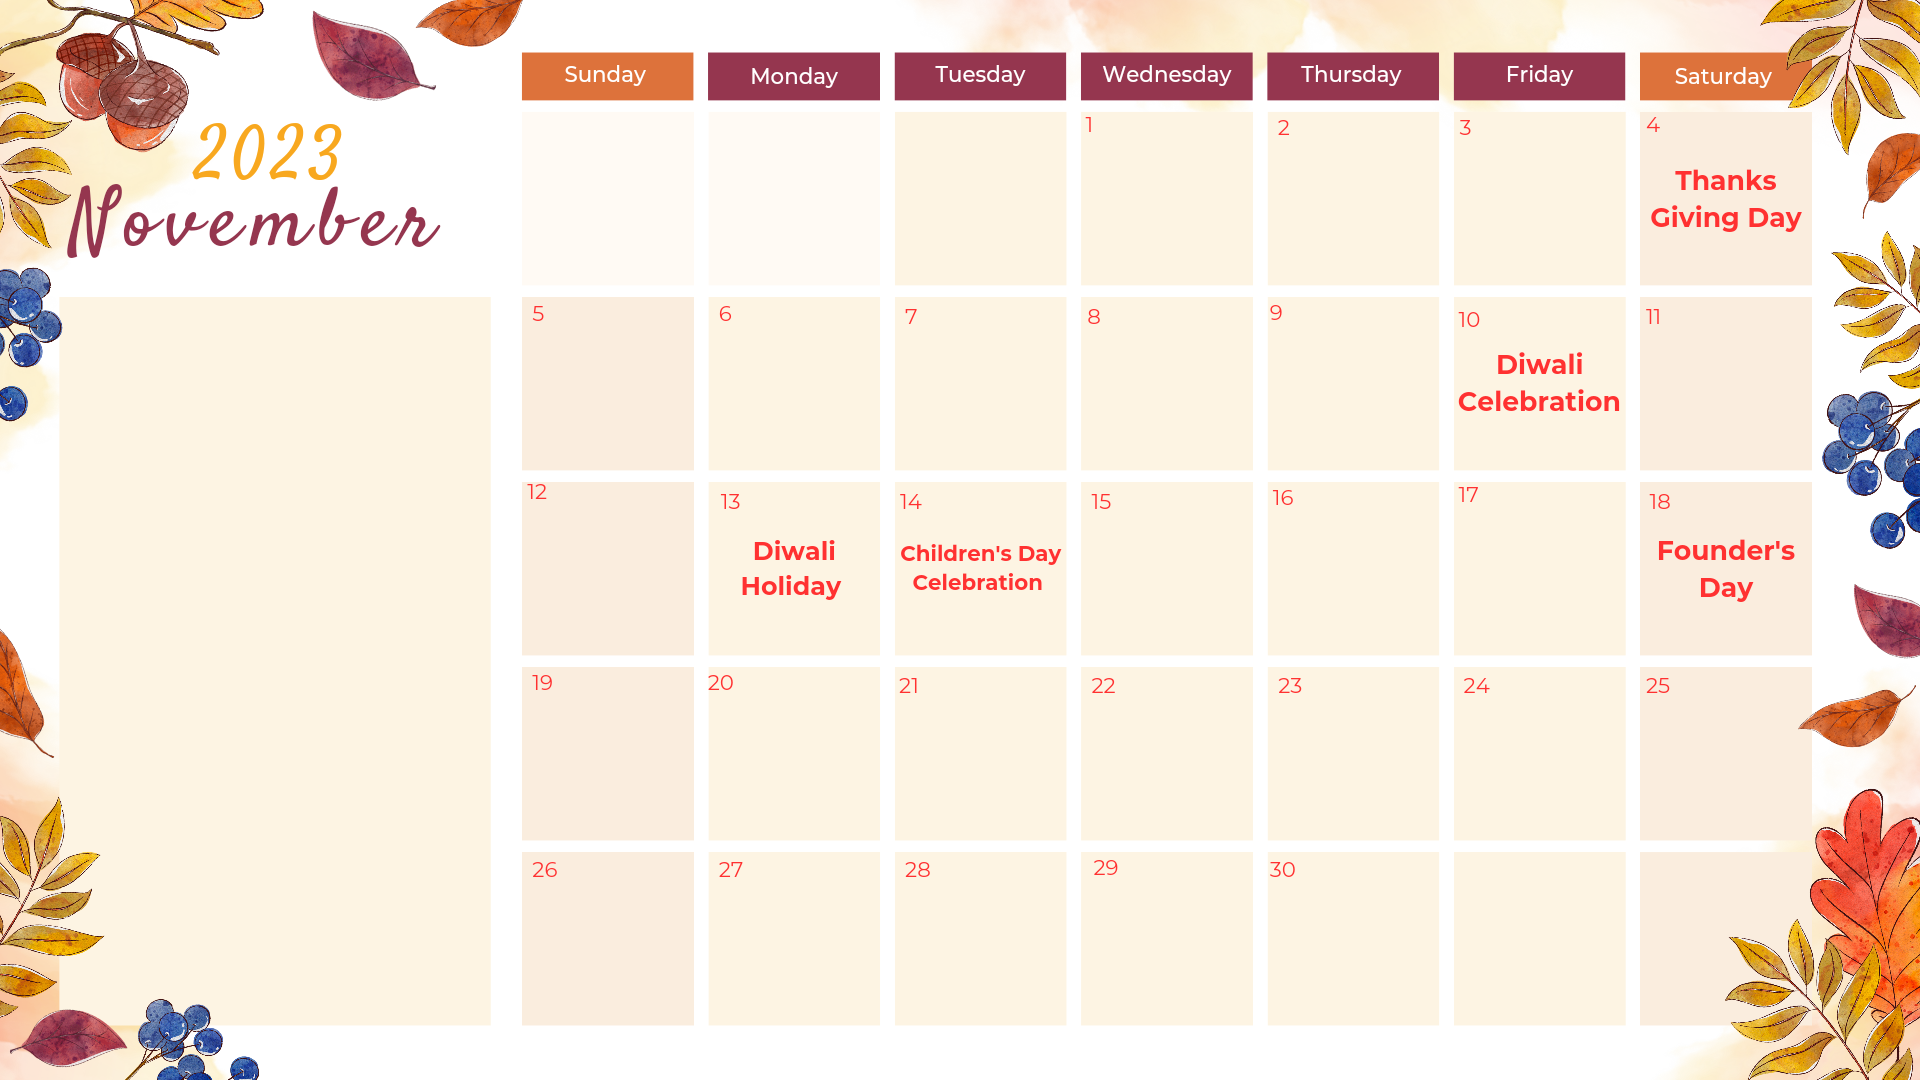 2023
November
Sunday Monday Tuesday Wednesday Thursday Friday Saturday
1 2 3 4
Thanks
Giving Day
5 6 7 8 9 10 11
Diwali
Celebration
12 13 14 15 16 17 18
Diwali
Holiday
Children's Day
Celebration
Founder's
Day
19 20 21 22 23 24 25
26 27 28 29 30